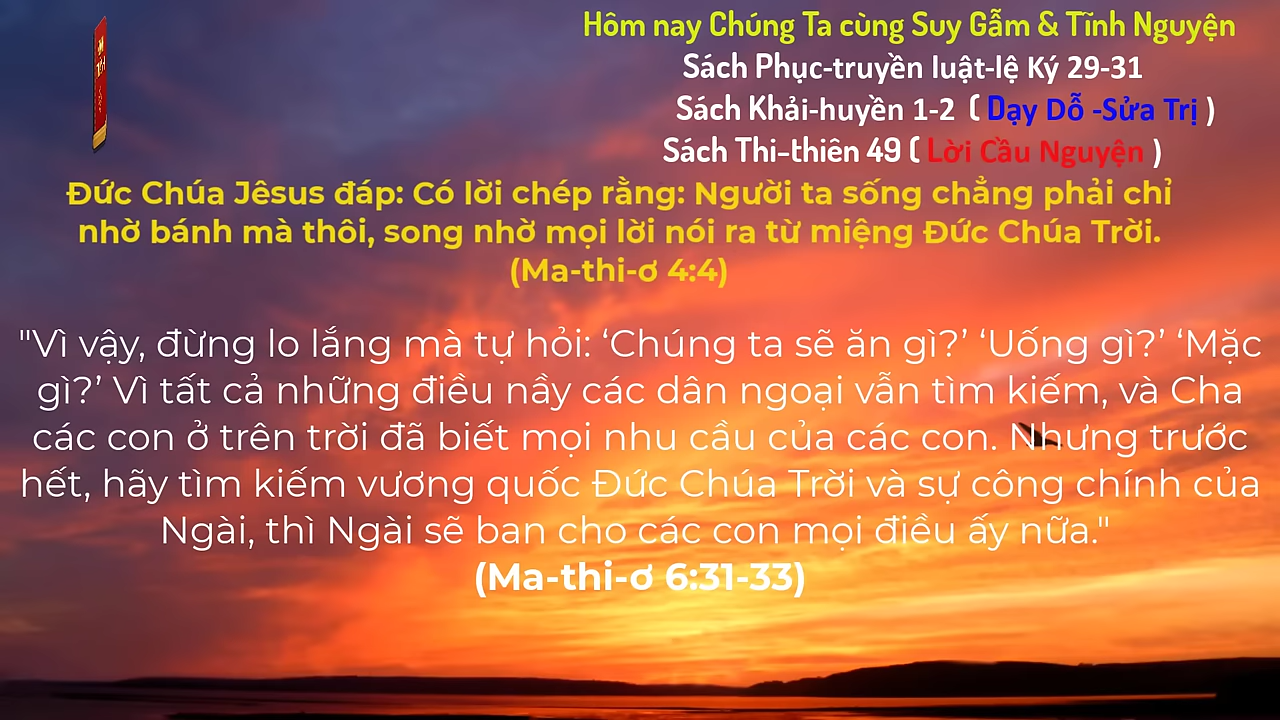 Hôm nay Chúng Ta cùng Suy Gẫm & Tĩnh Nguyện
Sách Phục-truyền luật-lệ Ký 29-31
Sách Khải-huyền 1-2 ( Dạy Dỗ -Sửa Trị )
Sách Thi-thiên 49 ( Lời Cầu Nguyện )
Đức Chúa Jêsus đáp: Có lời chép rằng: Người ta sống chẳng phải chỉ
nhờ bánh mà thôi, song nhờ mọi lời nói ra từ miệng Đức Chúa Trời.
(Ma-thi-ơ 4:4)
"Vì vậy, đừng lo lắng mà tự hỏi: ‘Chúng ta sẽ ăn gì?’ ‘Uống gì?’ ‘Mặc
gì?’ Vì tất cả những điều nầy các dân ngoại vẫn tìm kiếm, và Cha
các con ở trên trời đã biết mọi nhu cầu của các con. Nhưng trước
hết, hãy tìm kiếm vương quốc Đức Chúa Trời và sự công chính của
Ngài, thì Ngài sẽ ban cho các con mọi điều ấy nữa."
(Ma-thi-ơ 6:31-33)